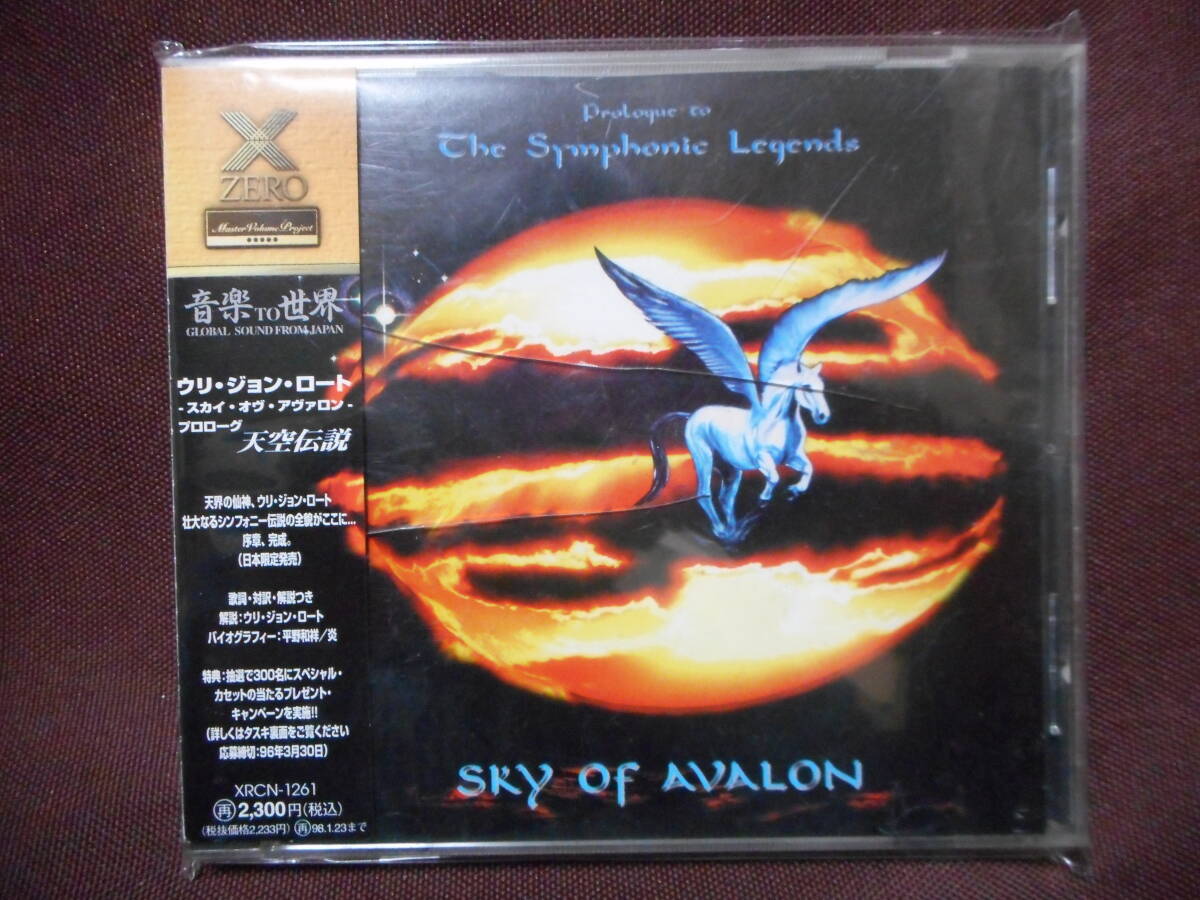 X
ZERO
Master Volume Project
音楽TO世界
GLOBAL SOUND FROM JAPAN
ウリ・ジョン・ロート
-スカイ・オヴ・アヴァロン-
プロローグ
天空伝説
天界の仙神、ウリ・ジョン・ロート
壮大なるシンフォニー伝説の全貌がここに…
序章、完成。
(日本限定発売)
歌詞・対訳・解説つき
解説:ウリ・ジョン・ロート
バイオグラフィー:平野和祥/炎
特典:抽選で300名にスペシャル・
カセットの当たるプレゼント・
キャンペーンを実施!!
(詳しくはタスキ裏面をご覧ください
応募締切:96年3月30日)
XRCN-1261
再2,300円(税込)
(税抜価格2,233円) 再98.1.23まで
Prologue to
The Symphonic Legends
SKY OF AVALON